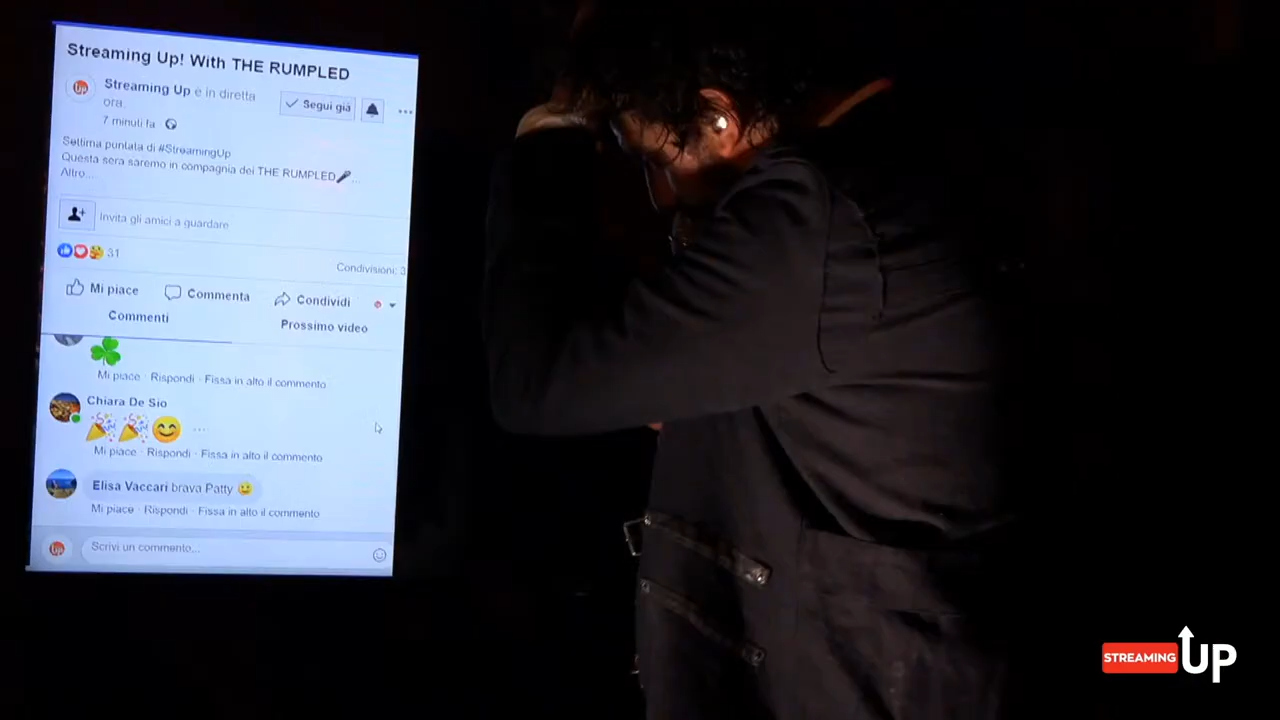 Streaming Up! With THE RUMPLED
Up
Streaming Up è in diretta
ora.
Segui già
7 minuti fa
Settima puntata di #StreamingUp
Questa sera saremo in compagnia dei THE RUMPLED🎤...
Altro...
Invita gli amici a guardare
31
Condivisioni: 3
Mi piace Commenta Condividi
Commenti Prossimo video
☘️
Mi piace · Rispondi · Fissa in alto il commento
Chiara De Sio
🎉🎉😊
Mi piace · Rispondi · Fissa in alto il commento
Elisa Vaccari brava Patty 🙂
Mi piace · Rispondi · Fissa in alto il commento
Up
Scrivi un commento...
STREAMING UP